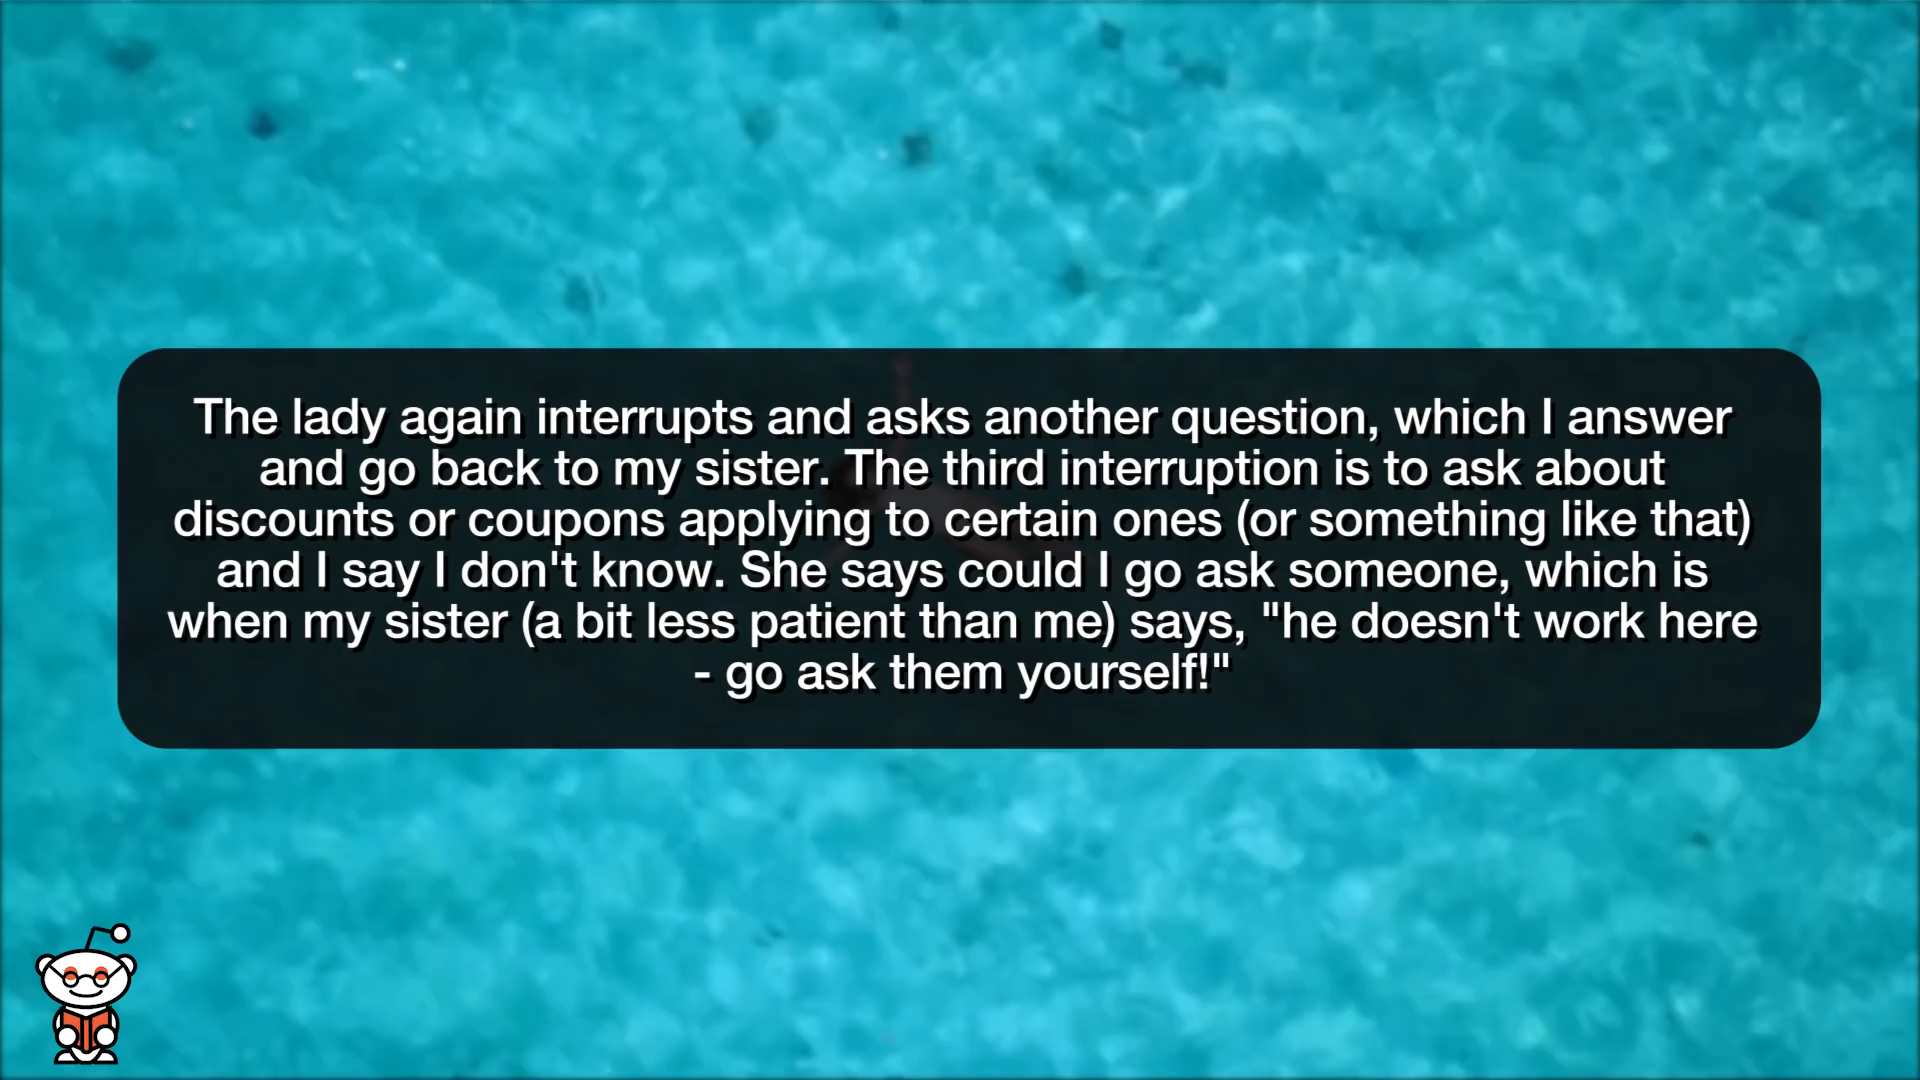 The lady again interrupts and asks another question, which I answer
and go back to my sister. The third interruption is to ask about
discounts or coupons applying to certain ones (or something like that)
and I say I don't know. She says could I go ask someone, which is
when my sister (a bit less patient than me) says, "he doesn't work here
- go ask them yourself!"